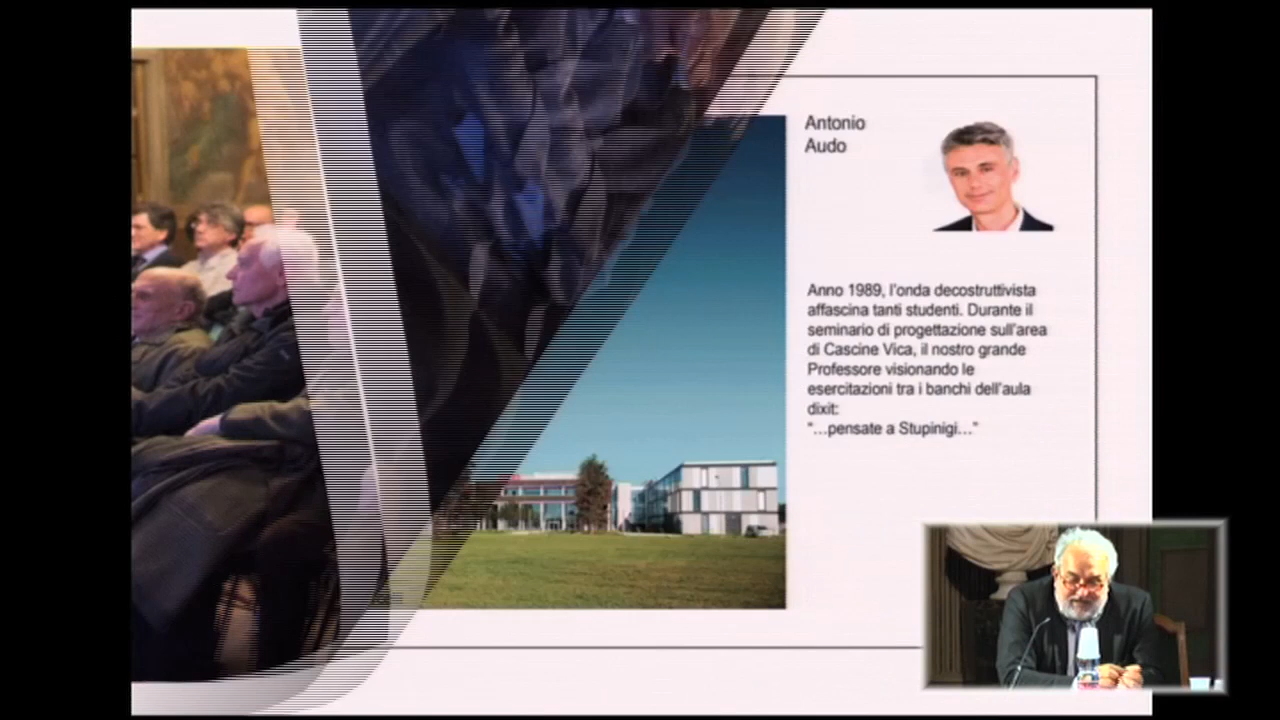 Antonio
Audo
Anno 1989, l'onda decostruttivista
affascina tanti studenti. Durante il
seminario di progettazione sull'area
di Cascine Vica, il nostro grande
Professore visionando le
esercitazioni tra i banchi dell'aula
dixit:
"…pensate a Stupinigi…"